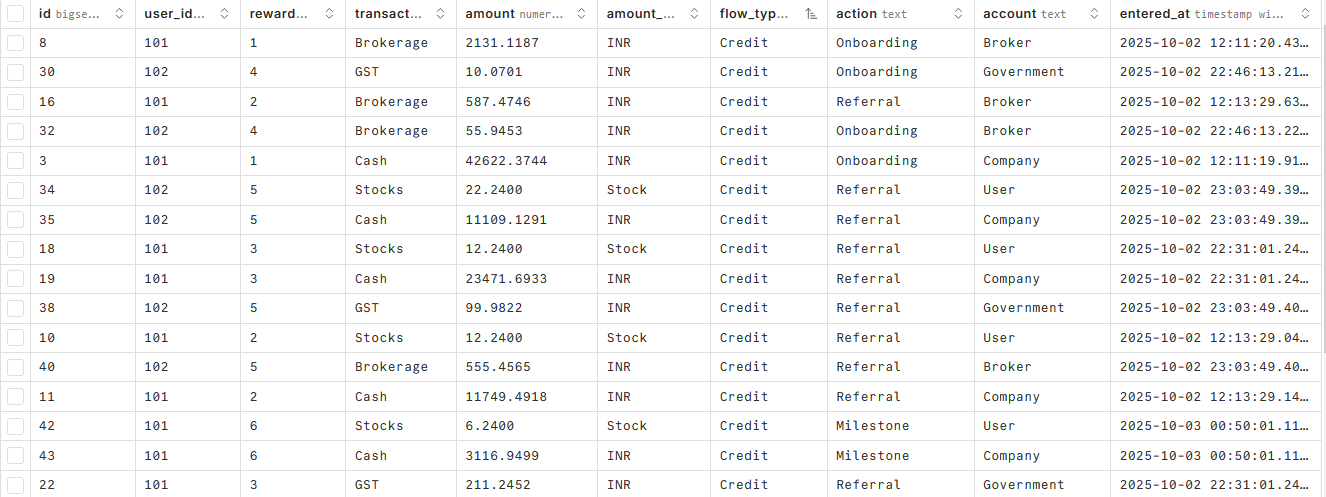 id bigse... user_id... reward... transact... amount numer... amount_... flow_typ... action text account text entered_at timestamp wi...
8 101 1 Brokerage 2131.1187 INR Credit Onboarding Broker 2025-10-02 12:11:20.43…
30 102 4 GST 10.0701 INR Credit Onboarding Government 2025-10-02 22:46:13.21…
16 101 2 Brokerage 587.4746 INR Credit Referral Broker 2025-10-02 12:13:29.63…
32 102 4 Brokerage 55.9453 INR Credit Onboarding Broker 2025-10-02 22:46:13.22…
3 101 1 Cash 42622.3744 INR Credit Onboarding Company 2025-10-02 12:11:19.91…
34 102 5 Stocks 22.2400 Stock Credit Referral User 2025-10-02 23:03:49.39…
35 102 5 Cash 11109.1291 INR Credit Referral Company 2025-10-02 23:03:49.39…
18 101 3 Stocks 12.2400 Stock Credit Referral User 2025-10-02 22:31:01.24…
19 101 3 Cash 23471.6933 INR Credit Referral Company 2025-10-02 22:31:01.24…
38 102 5 GST 99.9822 INR Credit Referral Government 2025-10-02 23:03:49.40…
10 101 2 Stocks 12.2400 Stock Credit Referral User 2025-10-02 12:13:29.04…
40 102 5 Brokerage 555.4565 INR Credit Referral Broker 2025-10-02 23:03:49.40…
11 101 2 Cash 11749.4918 INR Credit Referral Company 2025-10-02 12:13:29.14…
42 101 6 Stocks 6.2400 Stock Credit Milestone User 2025-10-03 00:50:01.11…
43 101 6 Cash 3116.9499 INR Credit Milestone Company 2025-10-03 00:50:01.11…
22 101 3 GST 211.2452 INR Credit Referral Government 2025-10-02 22:31:01.24…